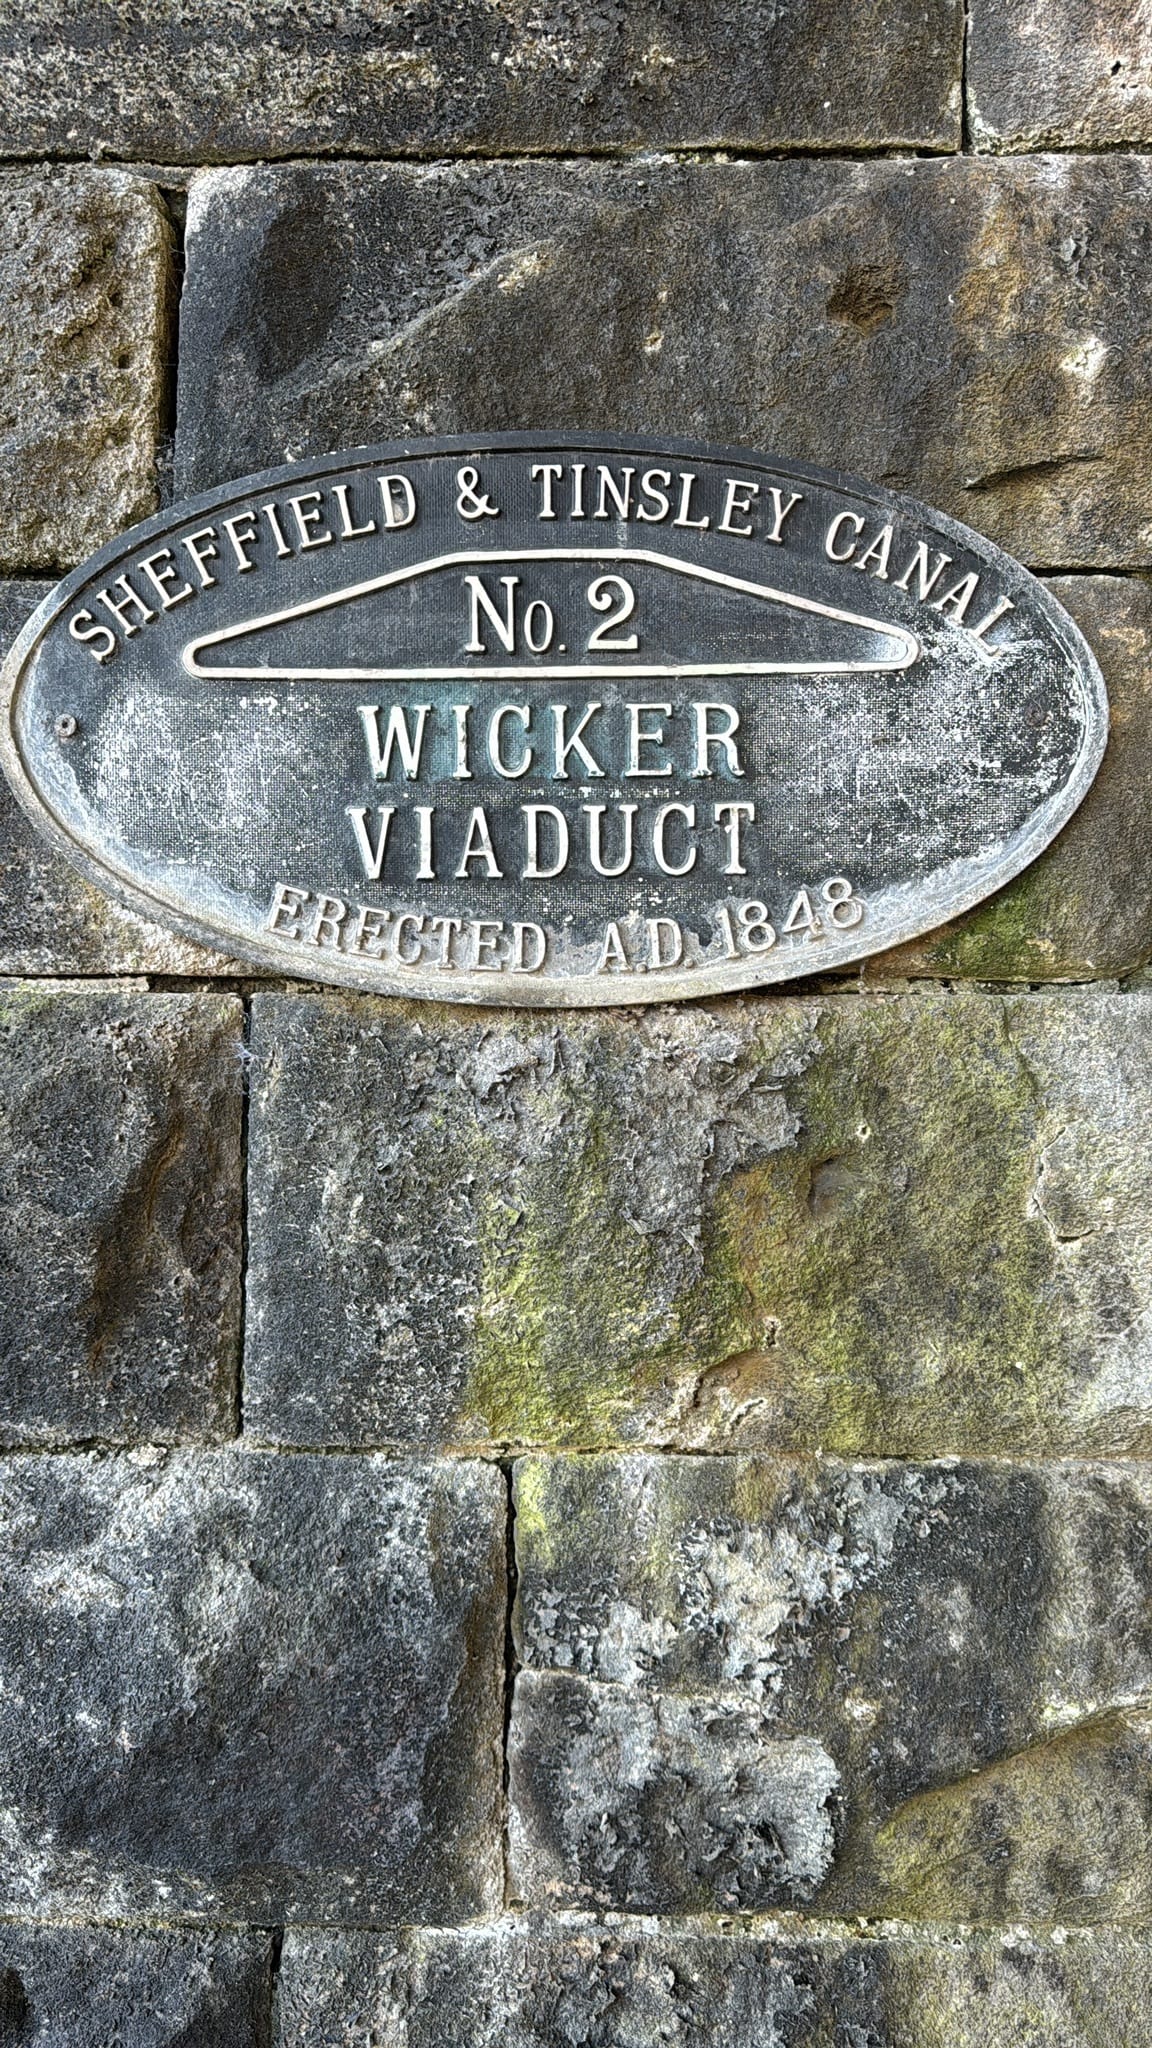 SHEFFIELD & TINSLEY CANAL
No. 2
WICKER
VIADUCT
ERECTED A.D. 1848